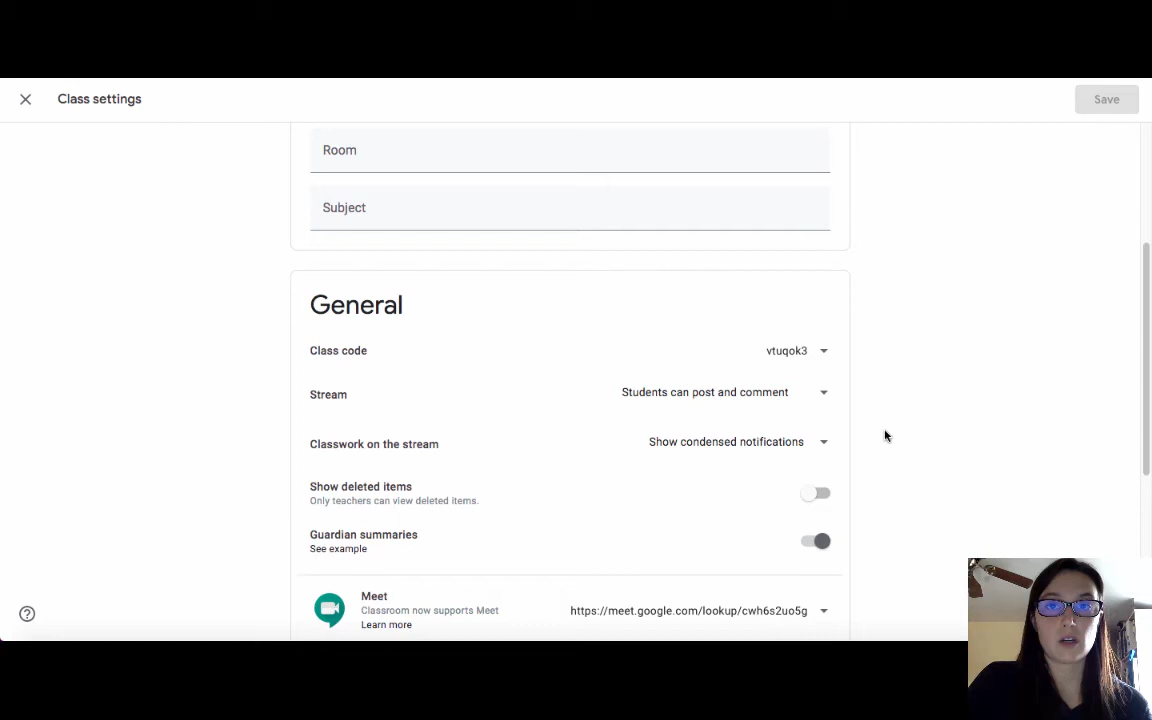 Class settings
Save
Room
Subject
General
Class code
vtuqok3
Stream
Students can post and comment
Classwork on the stream
Show condensed notifications
Show deleted items
Only teachers can view deleted items.
Guardian summaries
See example
Meet
Classroom now supports Meet
Learn more
https://meet.google.com/lookup/cwh6s2uo5g